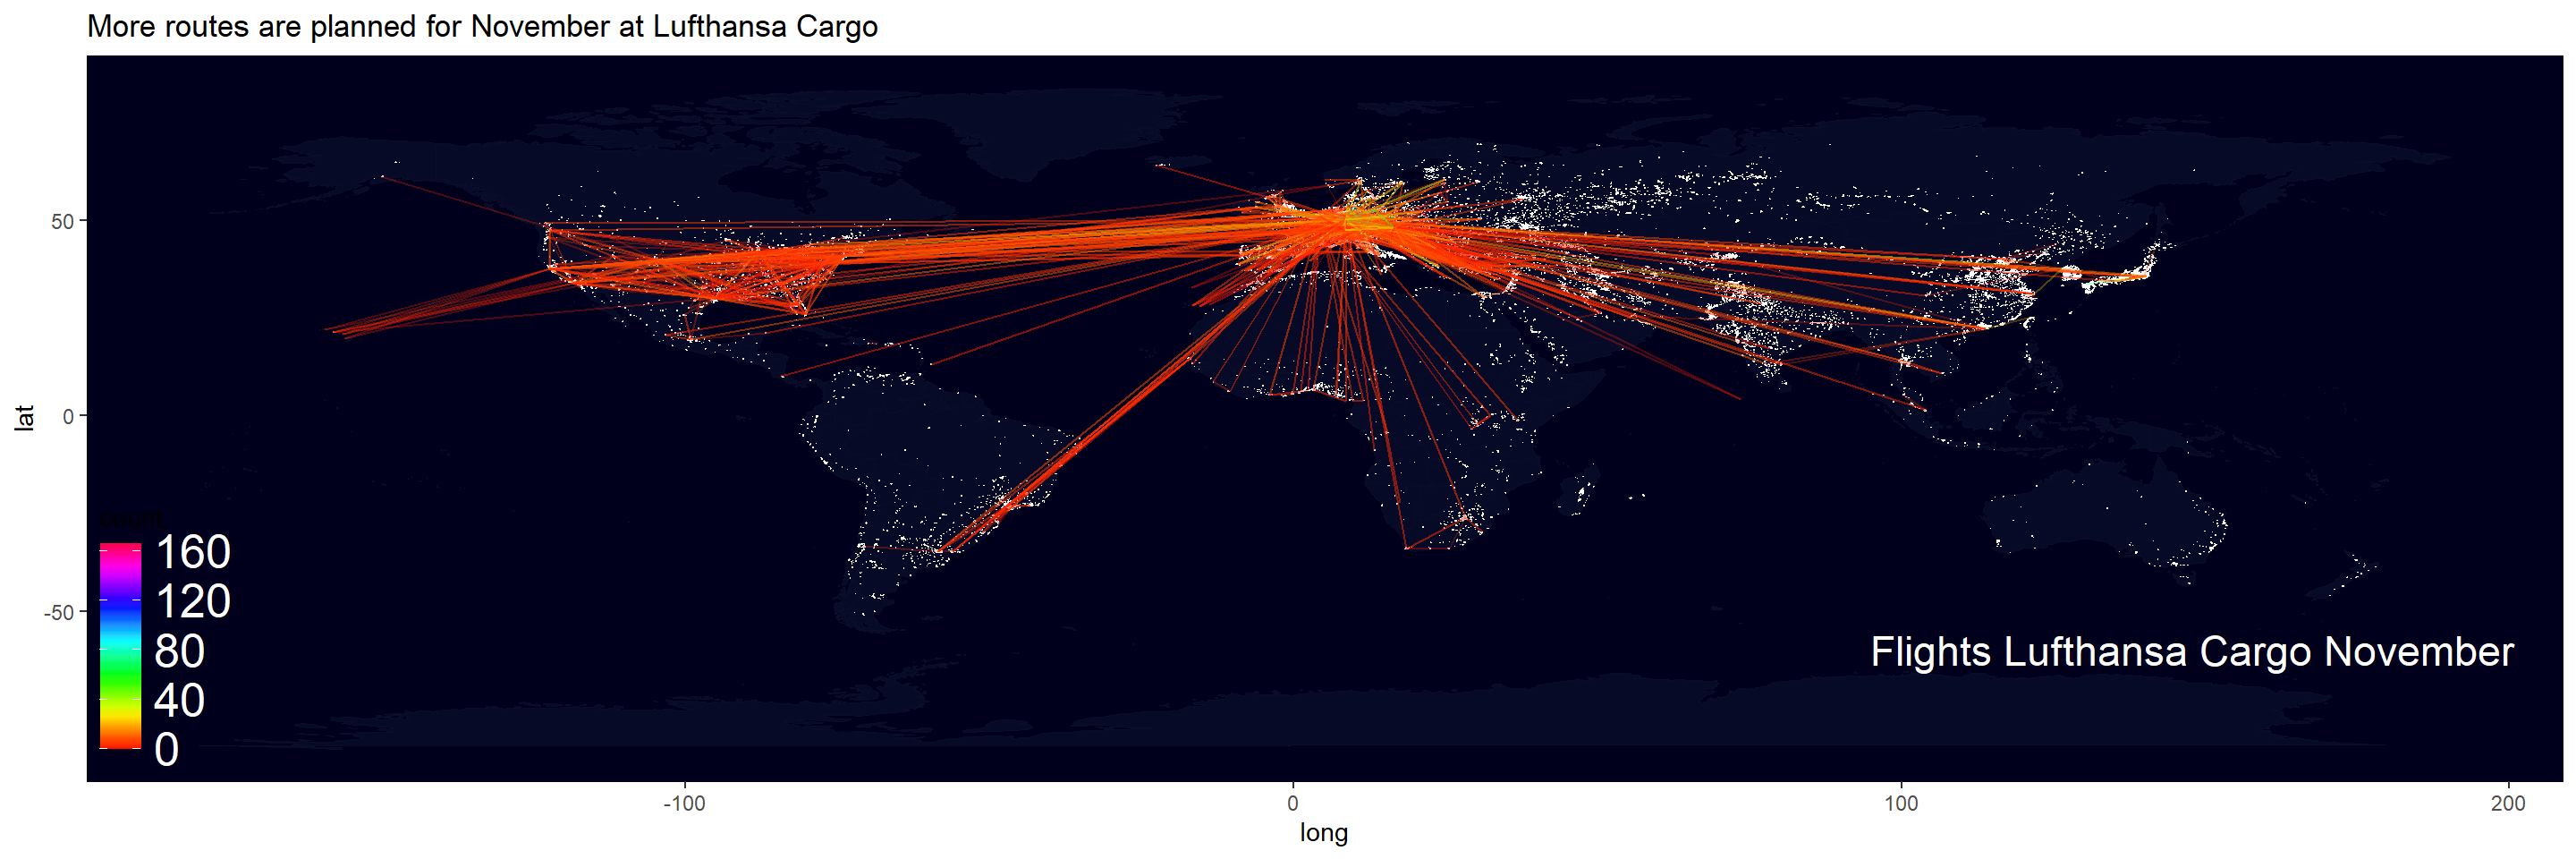 More routes are planned for November at Lufthansa Cargo
lat
50
0
-50
count
160
120
80
40
0
Flights Lufthansa Cargo November
-100
0
100
200
long